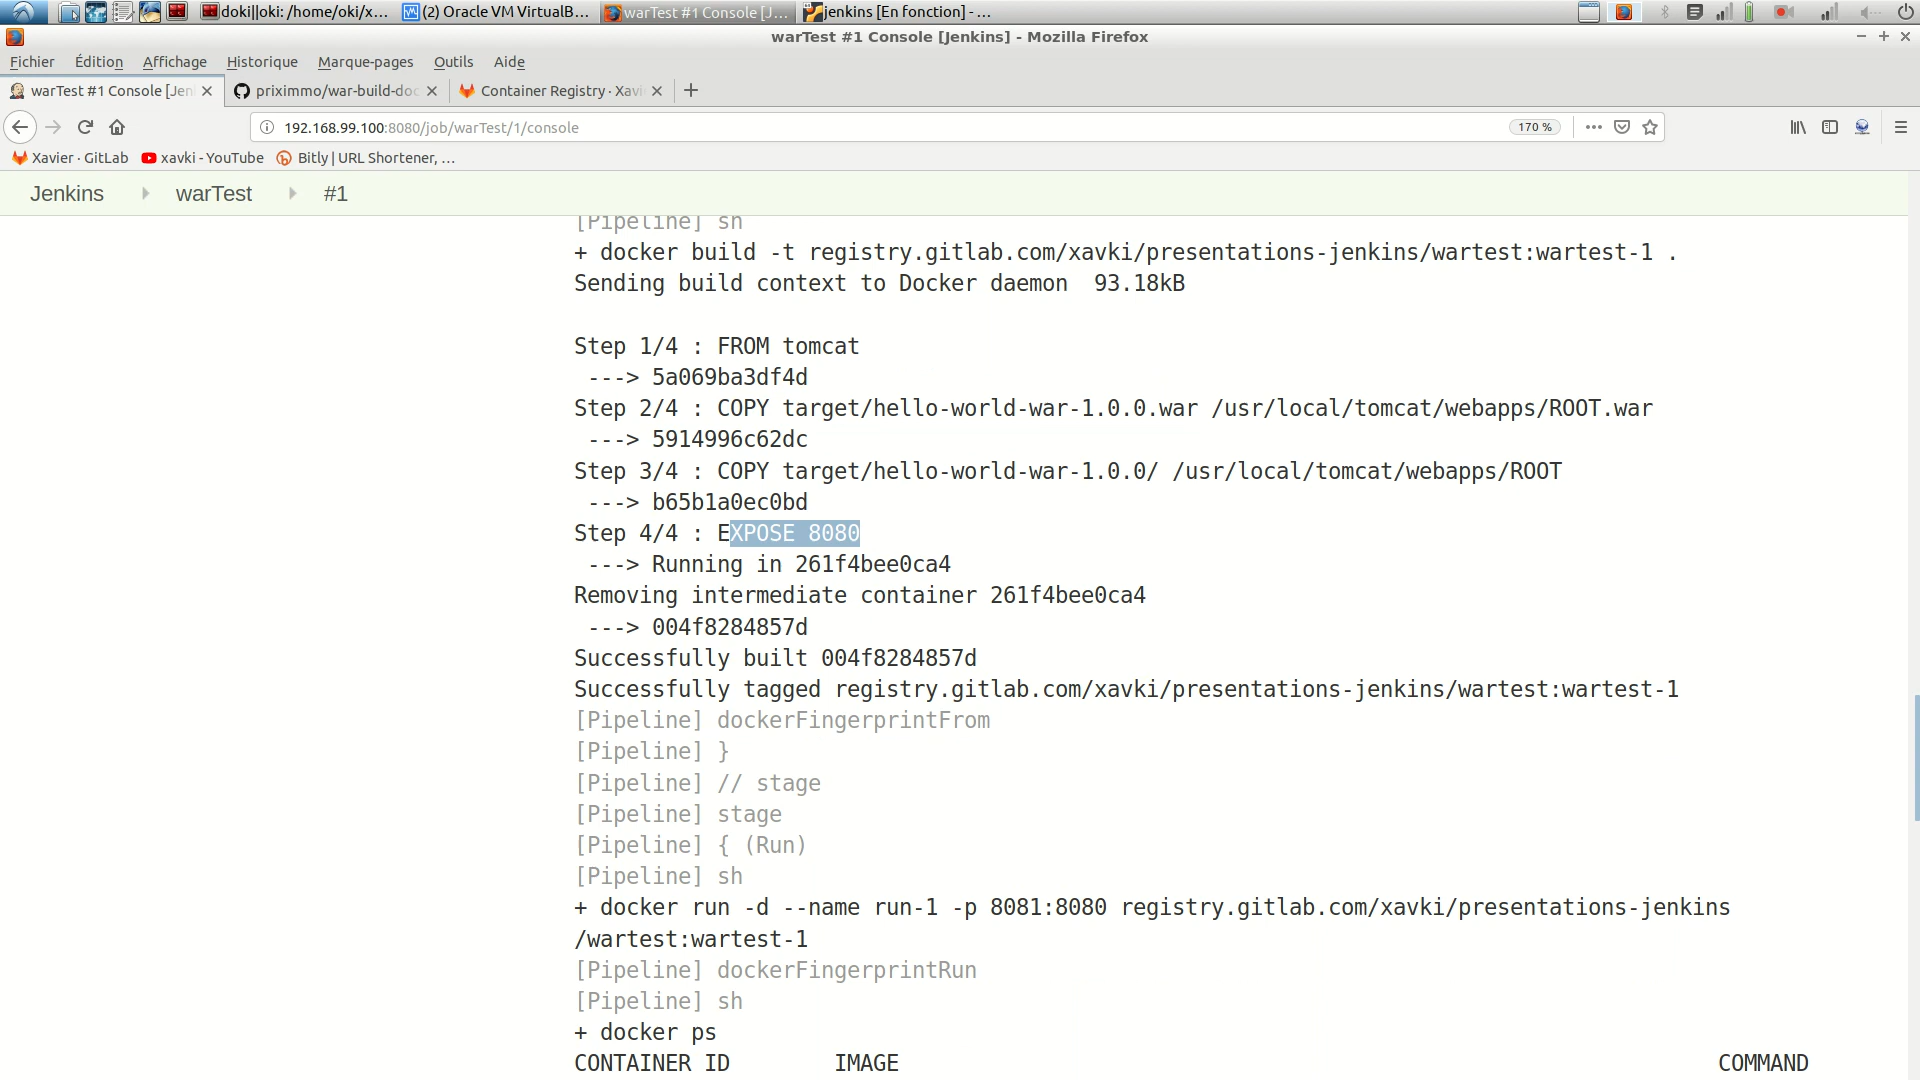 doki||oki: /home/oki/x...
(2) Oracle VM VirtualB...
warTest #1 Console [J...
jenkins [En fonction] - ...
warTest #1 Console [Jenkins] - Mozilla Firefox
Fichier Édition Affichage Historique Marque-pages Outils Aide
warTest #1 Console [Jen
priximmo/war-build-doc
Container Registry · Xavi
192.168.99.100:8080/job/warTest/1/console
170 %
Xavier · GitLab
xavki - YouTube
Bitly | URL Shortener, ...
Jenkins warTest #1
[Pipeline] sh
+ docker build -t registry.gitlab.com/xavki/presentations-jenkins/wartest:wartest-1 .
Sending build context to Docker daemon  93.18kB
Step 1/4 : FROM tomcat
---> 5a069ba3df4d
Step 2/4 : COPY target/hello-world-war-1.0.0.war /usr/local/tomcat/webapps/ROOT.war
---> 5914996c62dc
Step 3/4 : COPY target/hello-world-war-1.0.0/ /usr/local/tomcat/webapps/ROOT
---> b65b1a0ec0bd
Step 4/4 : EXPOSE 8080
---> Running in 261f4bee0ca4
Removing intermediate container 261f4bee0ca4
---> 004f8284857d
Successfully built 004f8284857d
Successfully tagged registry.gitlab.com/xavki/presentations-jenkins/wartest:wartest-1
[Pipeline] dockerFingerprintFrom
[Pipeline] }
[Pipeline] // stage
[Pipeline] stage
[Pipeline] { (Run)
[Pipeline] sh
+ docker run -d --name run-1 -p 8081:8080 registry.gitlab.com/xavki/presentations-jenkins
/wartest:wartest-1
[Pipeline] dockerFingerprintRun
[Pipeline] sh
+ docker ps
CONTAINER ID IMAGE COMMAND